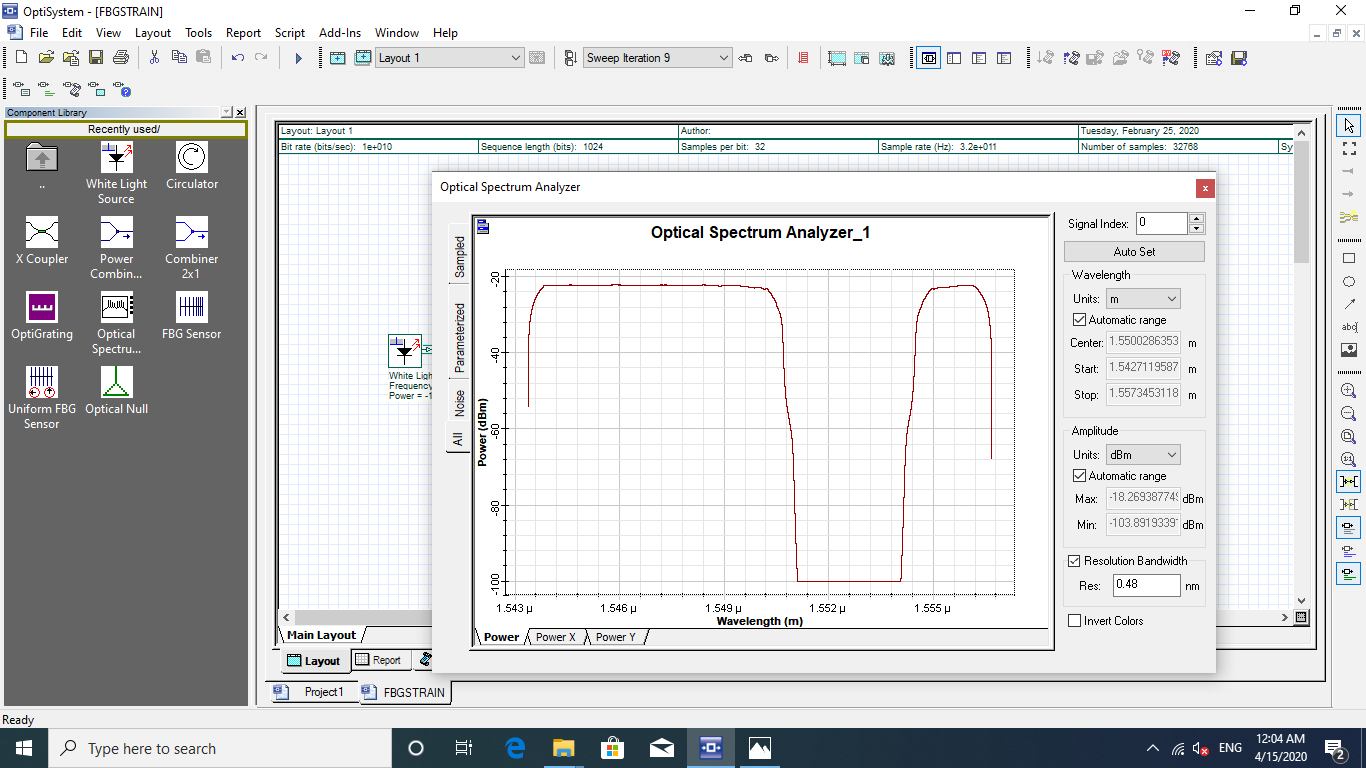 OptiSystem - [FBGSTRAIN]
File Edit View Layout Tools Report Script Add-Ins Window Help
Layout 1
Sweep Iteration 9
Component Library
Recently used/
..
White Light
Source
Circulator
X Coupler
Power
Combin...
Combiner
2x1
OptiGrating
Optical
Spectru...
FBG Sensor
Uniform FBG
Sensor
Optical Null
Layout: Layout 1
Author:
Tuesday, February 25, 2020
Bit rate (bits/sec): 1e+010
Sequence length (bits): 1024
Samples per bit: 32
Sample rate (Hz): 3.2e+011
Number of samples: 32768
Sy
White Ligh
Frequency
Power = -1
Optical Spectrum Analyzer
x
Sampled
Parameterized
Noise
All
Optical Spectrum Analyzer_1
Power (dBm)
-20
-40
-60
-80
-100
1.543 µ
1.546 µ
1.549 µ
1.552 µ
1.555 µ
Wavelength (m)
Power
Power X
Power Y
Signal Index: 0
Auto Set
Wavelength
Units: m
Automatic range
Center: 1.5500286353 m
Start: 1.5427119587 m
Stop: 1.5573453118 m
Amplitude
Units: dBm
Automatic range
Max: -18.26938774 dBm
Min: -103.8919339 dBm
Resolution Bandwidth
Res: 0.48 nm
Invert Colors
abc
1:1
Main Layout
Layout
Report
Project1
FBGSTRAIN
Ready
Type here to search
ENG
12:04 AM
4/15/2020
2